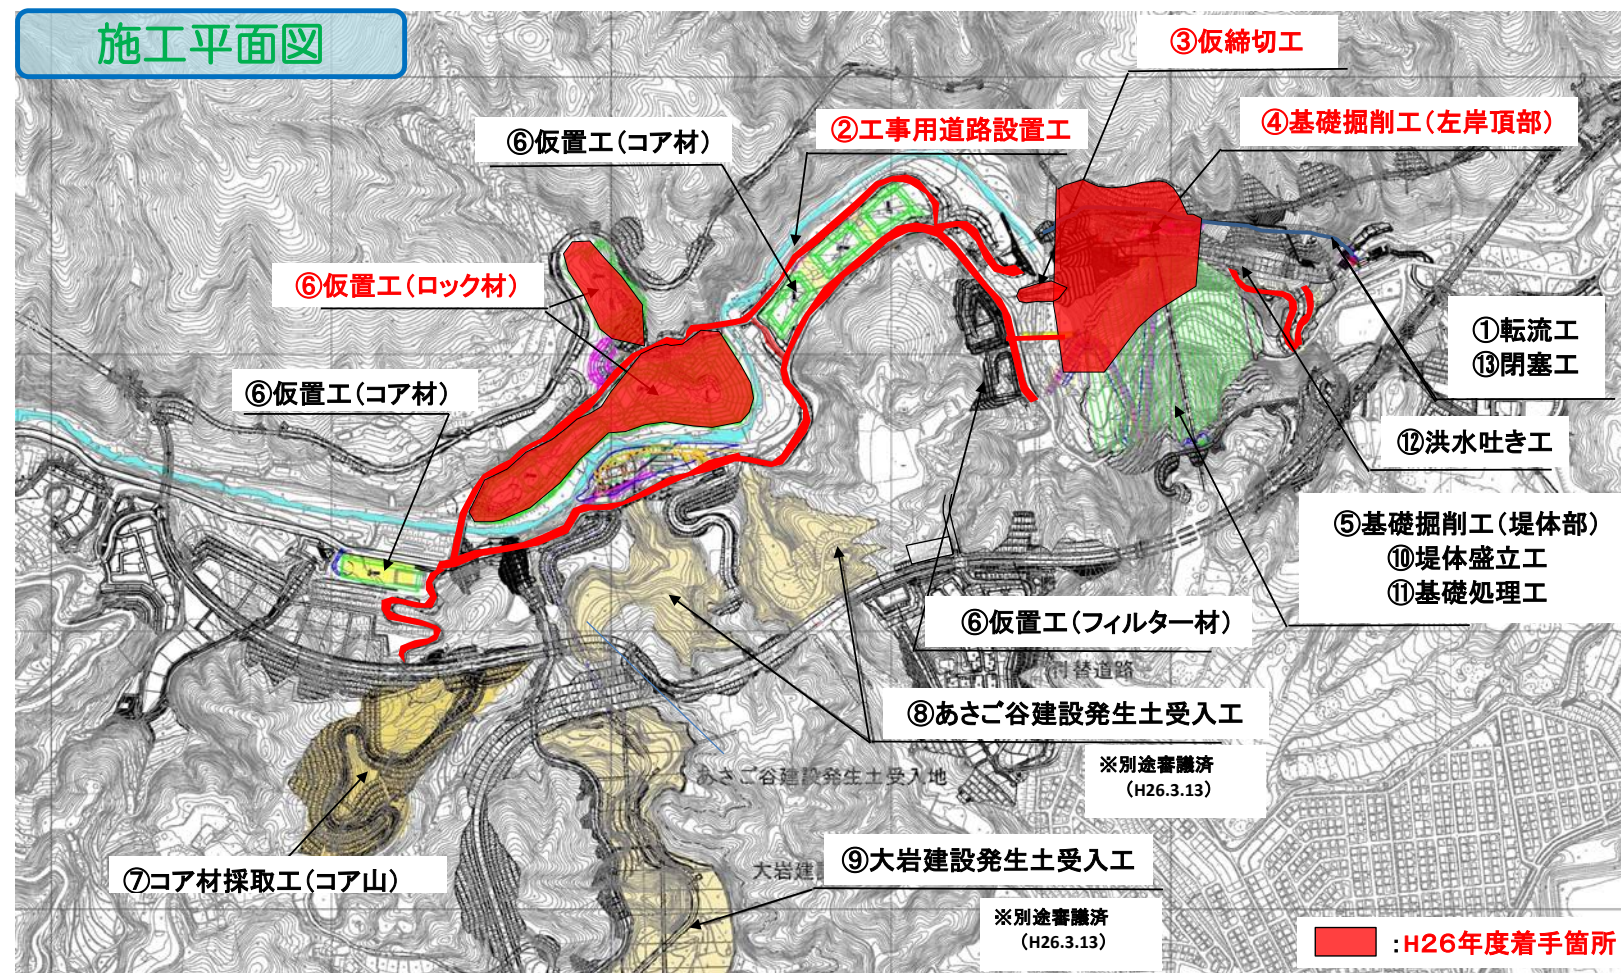 施工平面図
③仮締切工
④基礎掘削工(左岸頂部)
②工事用道路設置工
⑥仮置工(コア材)
⑥仮置工(ロック材)
①転流工
⑬閉塞工
⑥仮置工(コア材)
⑫洪水吐き工
⑤基礎掘削工(堤体部)
⑩堤体盛立工
⑪基礎処理工
⑥仮置工(フィルター材)
付替道路
⑧あさご谷建設発生土受入工
※別途審議済
(H26.3.13)
あさご谷建設発生土受入地
⑨大岩建設発生土受入工
大岩建
⑦コア材採取工(コア山)
※別途審議済
(H26.3.13)
:H26年度着手箇所